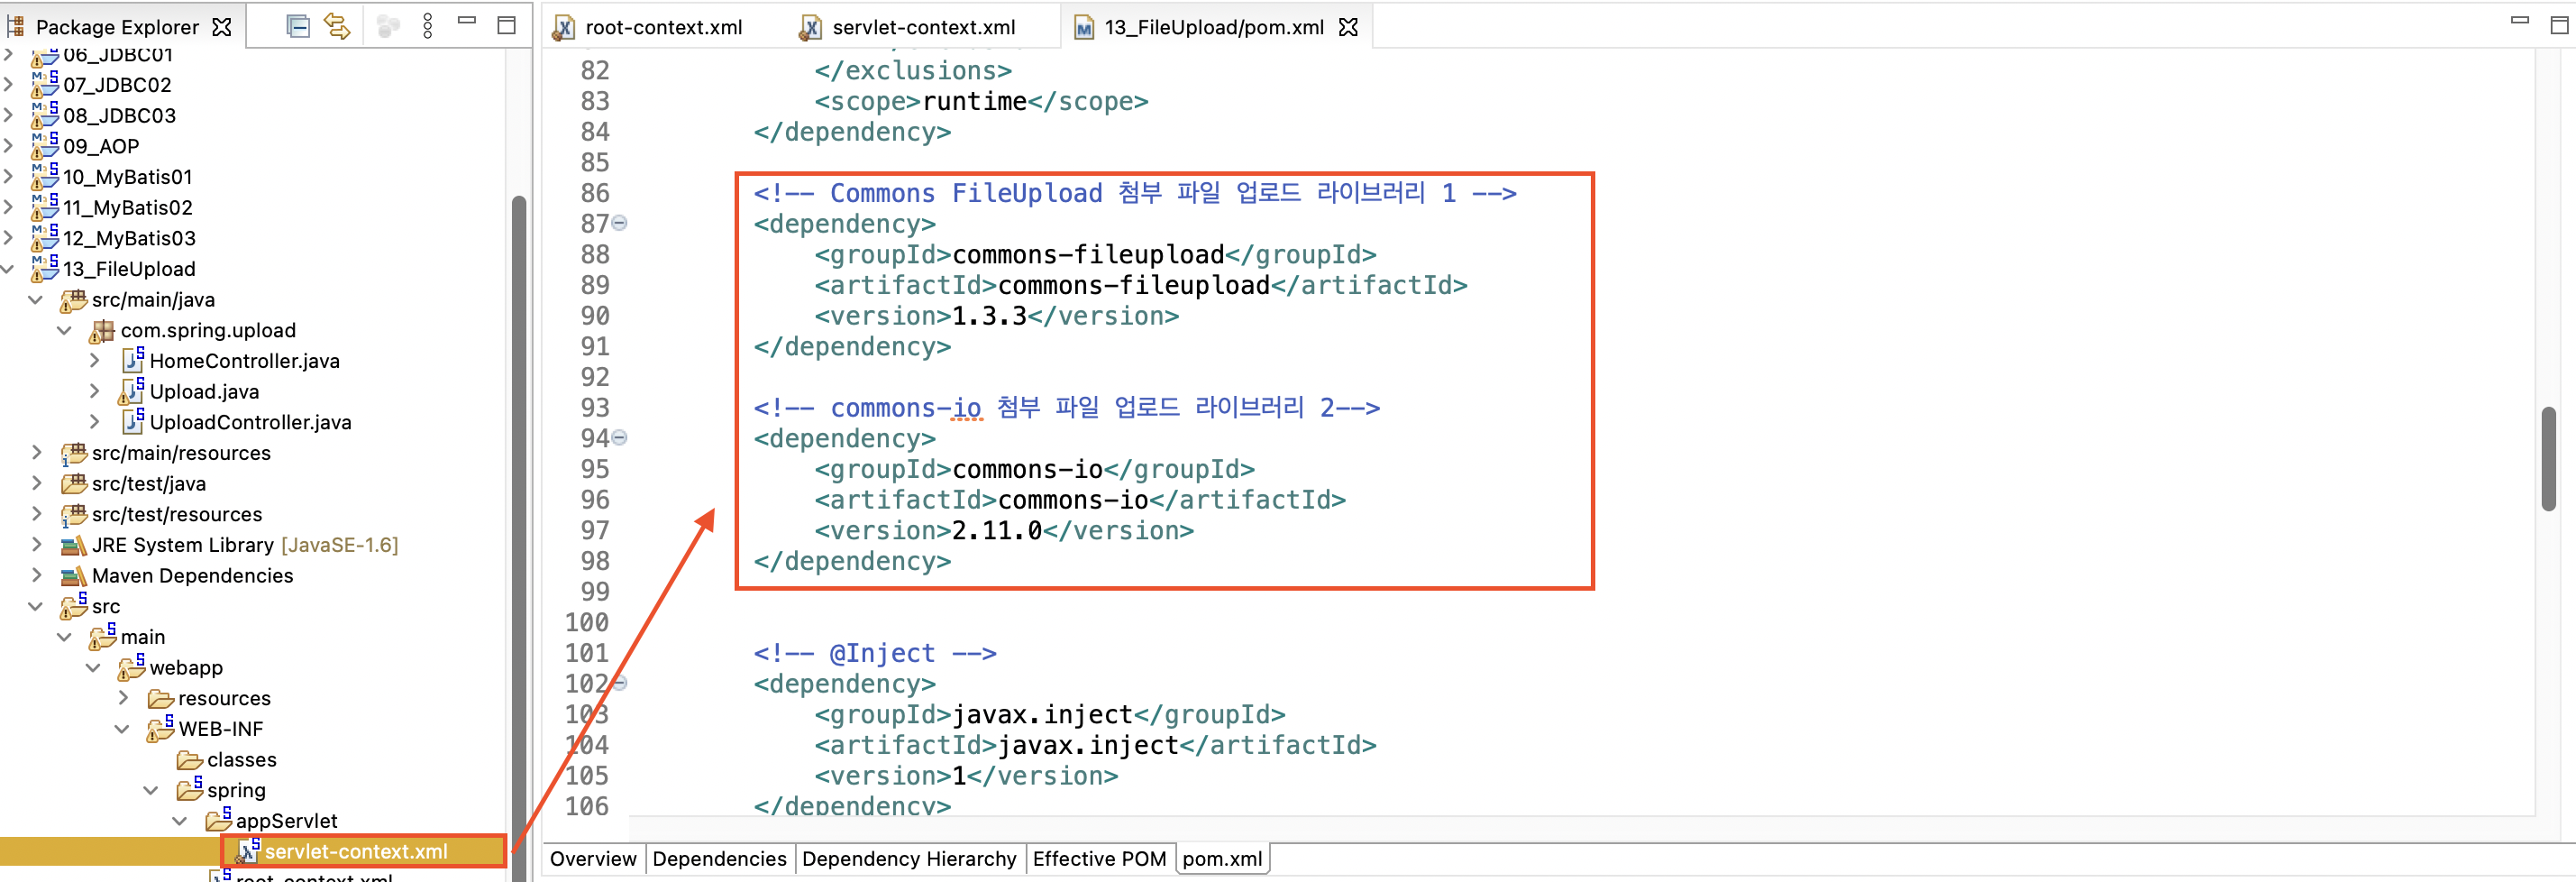 Package Explorer
06_JDBC01
07_JDBC02
08_JDBC03
09_AOP
10_MyBatis01
11_MyBatis02
12_MyBatis03
13_FileUpload
src/main/java
com.spring.upload
HomeController.java
Upload.java
UploadController.java
src/main/resources
src/test/java
src/test/resources
JRE System Library [JavaSE-1.6]
Maven Dependencies
src
main
webapp
resources
WEB-INF
classes
spring
appServlet
servlet-context.xml
root-context.xml
root-context.xml
servlet-context.xml
13_FileUpload/pom.xml
82 </exclusions>
83 <scope>runtime</scope>
84 </dependency>
85
86 <!-- Commons FileUpload 첨부 파일 업로드 라이브러리 1 -->
87 <dependency>
88 <groupId>commons-fileupload</groupId>
89 <artifactId>commons-fileupload</artifactId>
90 <version>1.3.3</version>
91 </dependency>
92
93 <!-- commons-io 첨부 파일 업로드 라이브러리 2-->
94 <dependency>
95 <groupId>commons-io</groupId>
96 <artifactId>commons-io</artifactId>
97 <version>2.11.0</version>
98 </dependency>
99
100
101 <!-- @Inject -->
102 <dependency>
103 <groupId>javax.inject</groupId>
104 <artifactId>javax.inject</artifactId>
105 <version>1</version>
106 </dependency>
Overview
Dependencies
Dependency Hierarchy
Effective POM
pom.xml